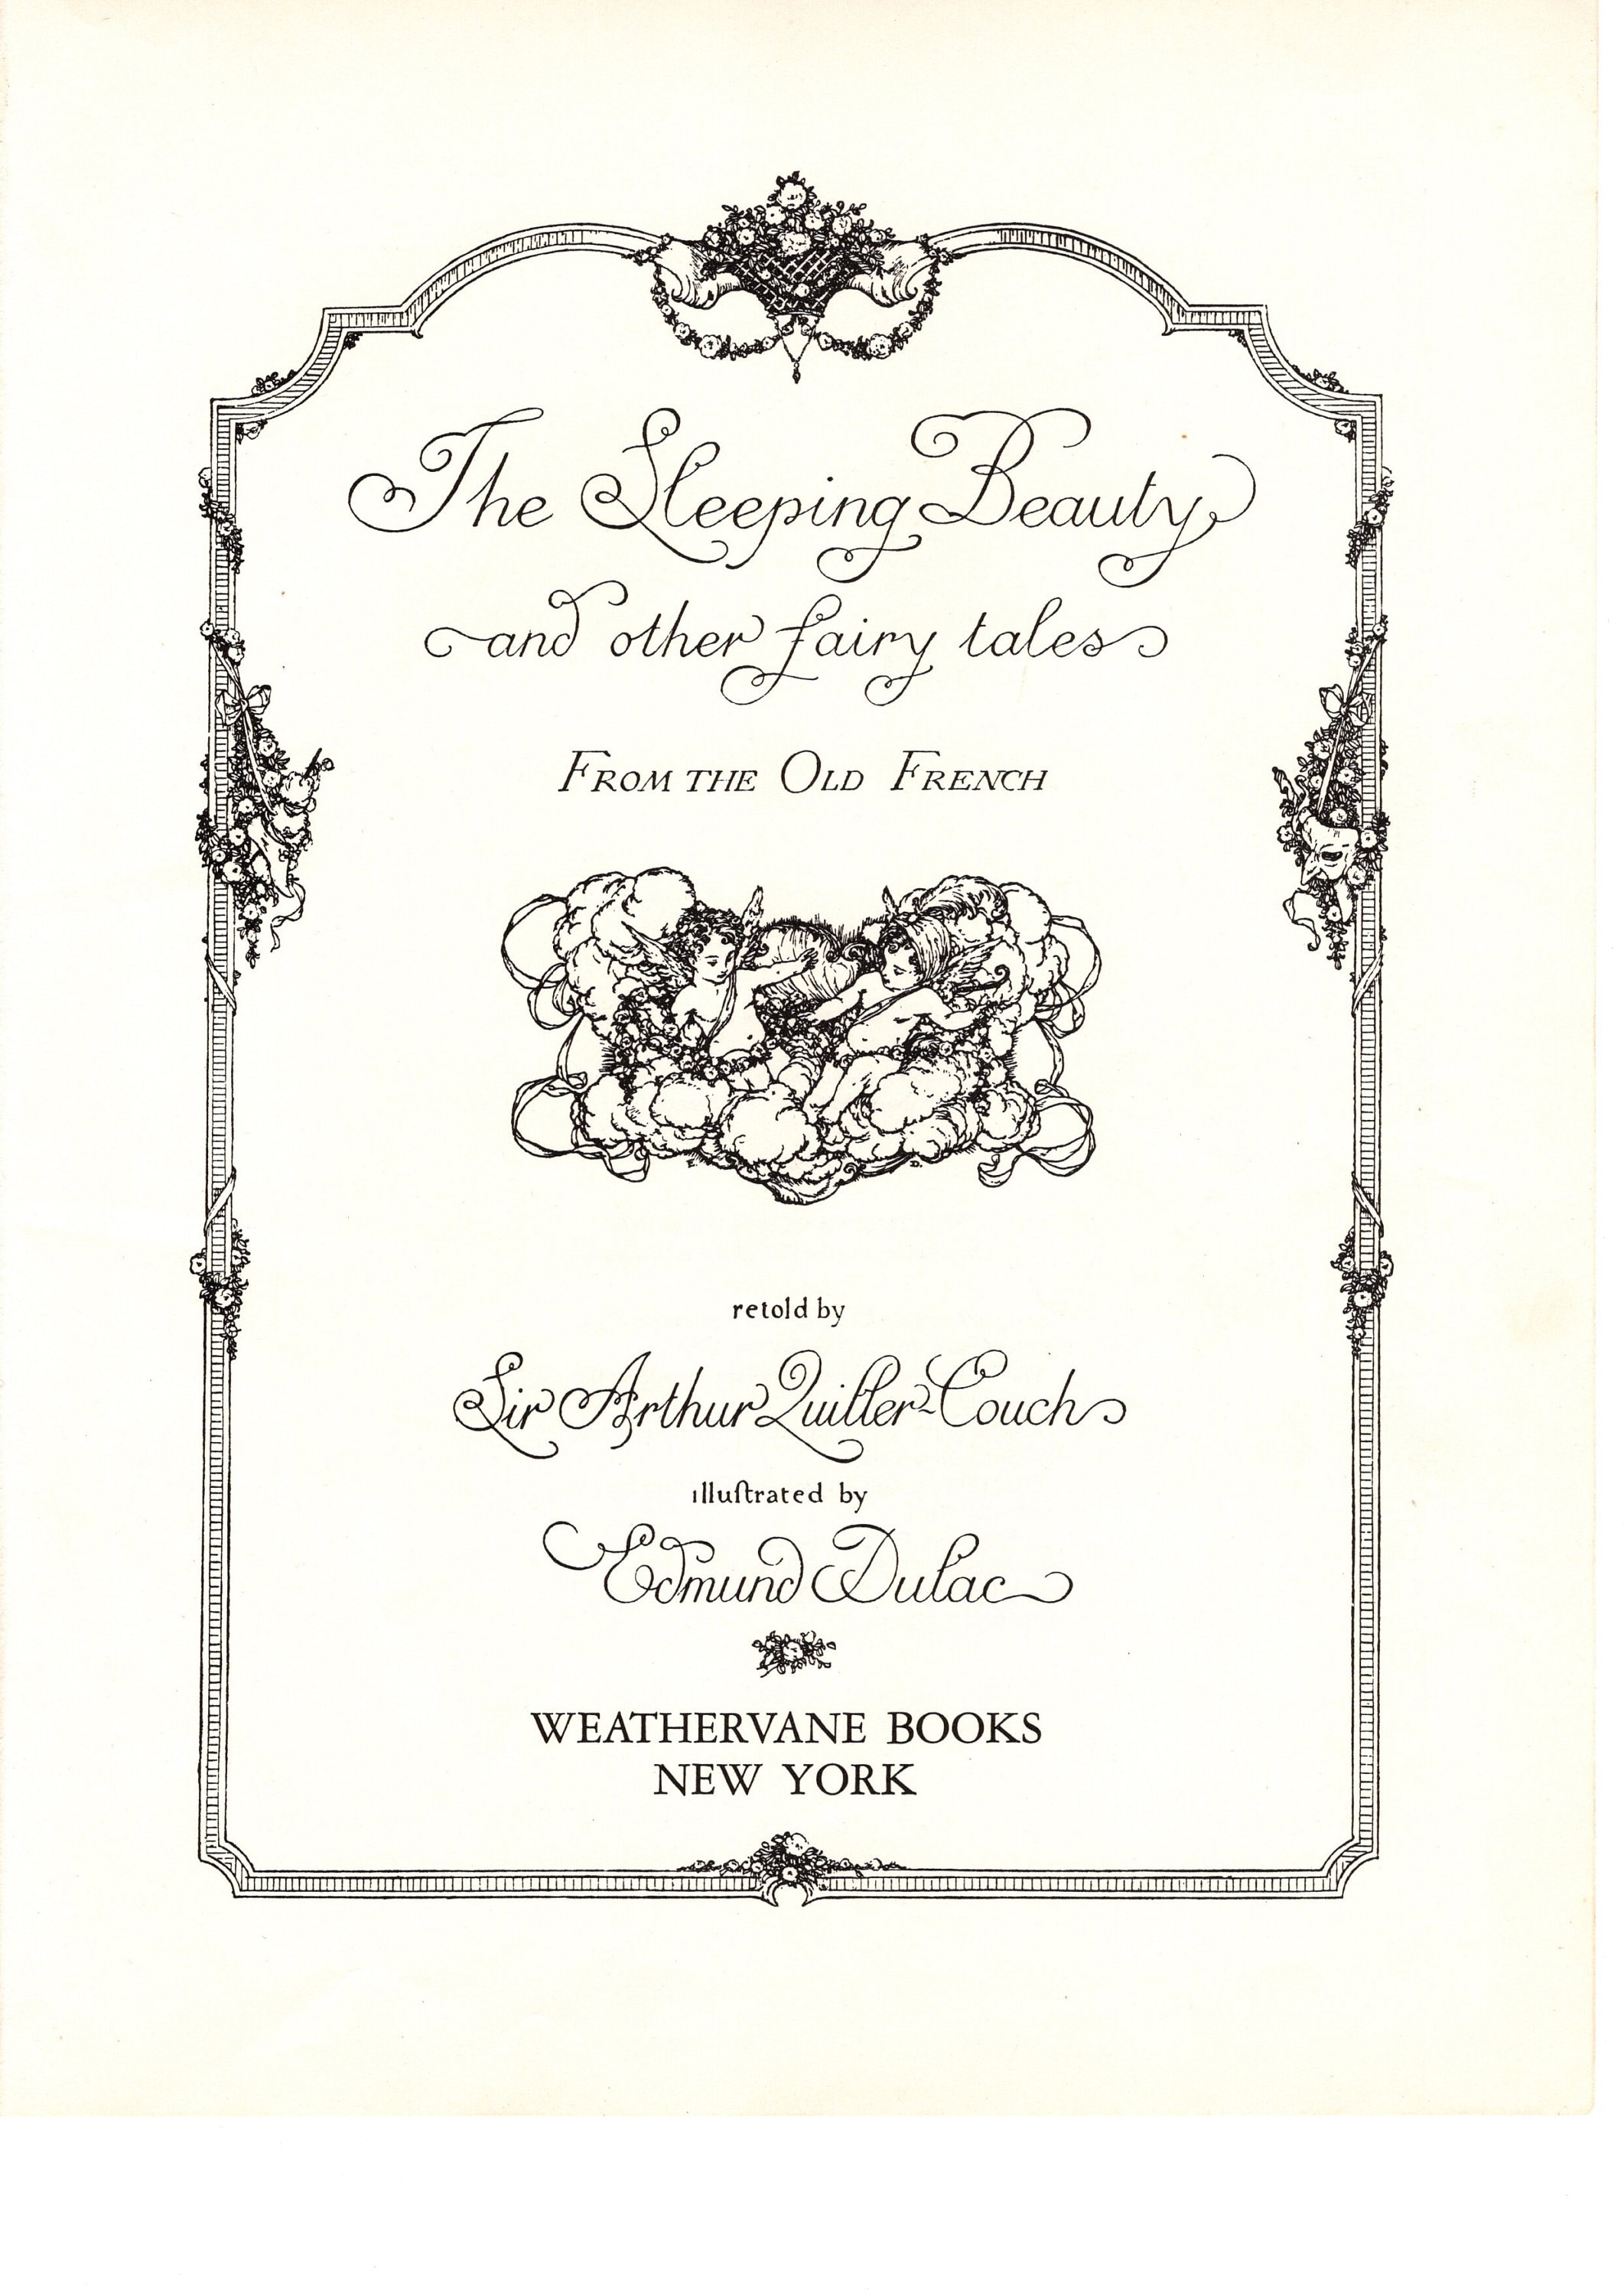 The Sleeping Beauty
and other fairy tales
FROM THE OLD FRENCH
retold by
Sir Arthur Quiller-Couch
illuſtrated by
Edmund Dulac
WEATHERVANE BOOKS
NEW YORK